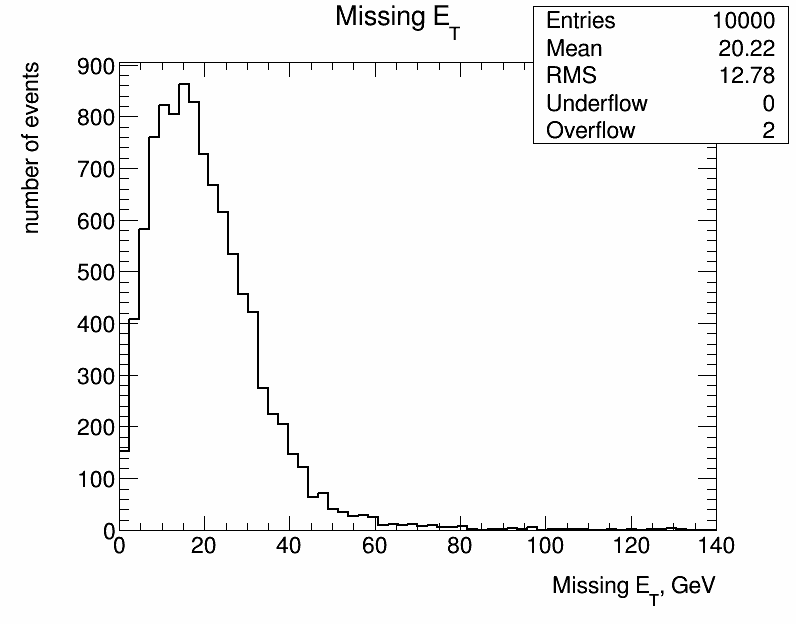 Missing E_T
Entries 10000
Mean 20.22
RMS 12.78
Underflow 0
Overflow 2
number of events
900
800
700
600
500
400
300
200
100
0
0 20 40 60 80 100 120 140
Missing E_T, GeV